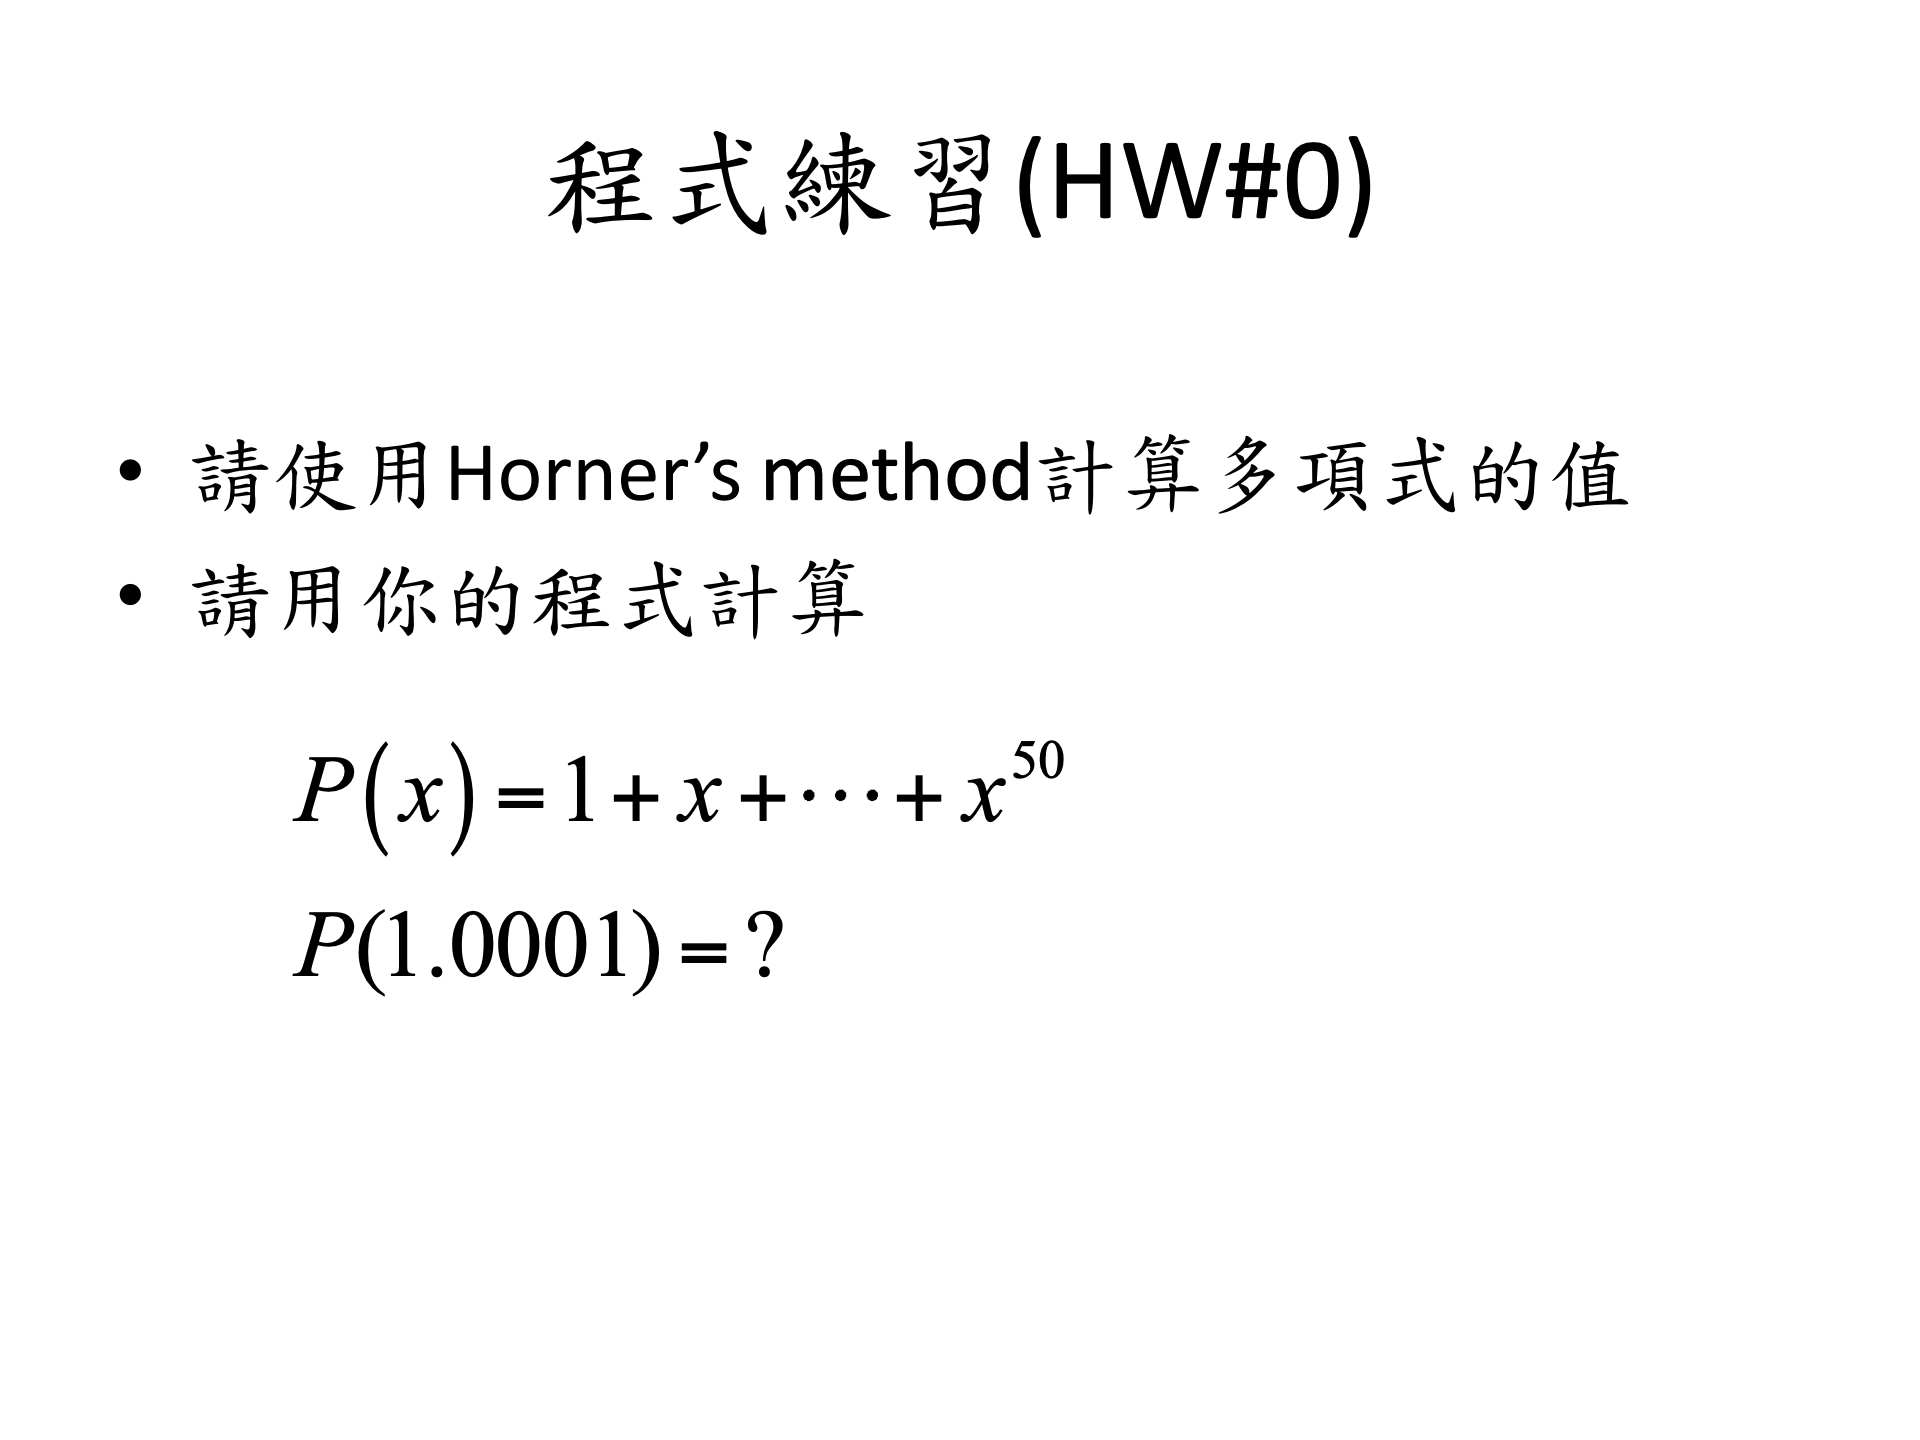 程式練習(HW#0)
• 請使用Horner’s method計算多項式的值
• 請用你的程式計算
P(x) = 1 + x + ⋯ + x⁵⁰
P(1.0001) = ?